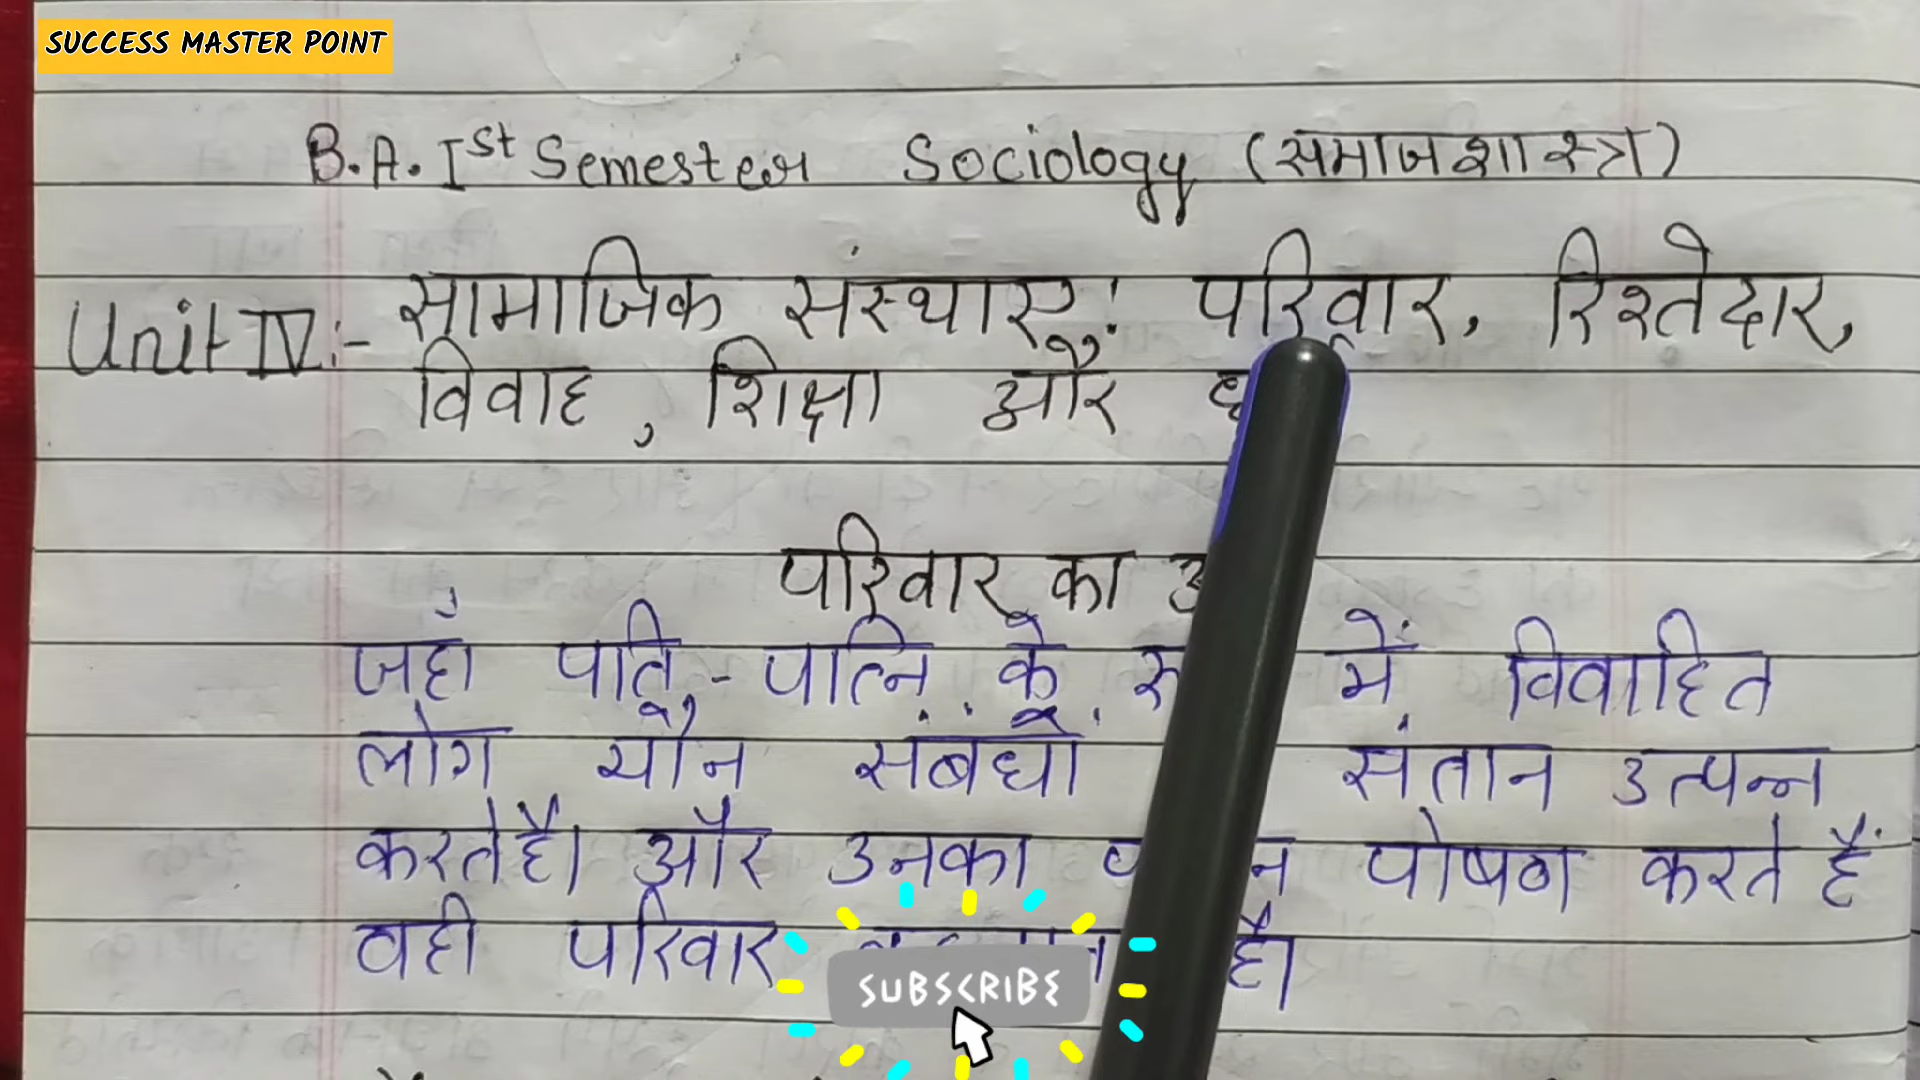 SUCCESS MASTER POINT
B.A. Ist Semester Sociology (समाजशास्त्र)
Unit IV:- सामाजिक संस्थाए: परिवार, रिश्तेदार,
विवाह, शिक्षा और
परिवार का
जहाँ पति-पत्नि के में विवाहित
लोग यौन संबंधों संतान उत्पन्न
करते है। और उनका पोषण करते हैं
वही परिवार है।
SUBSCRIBE